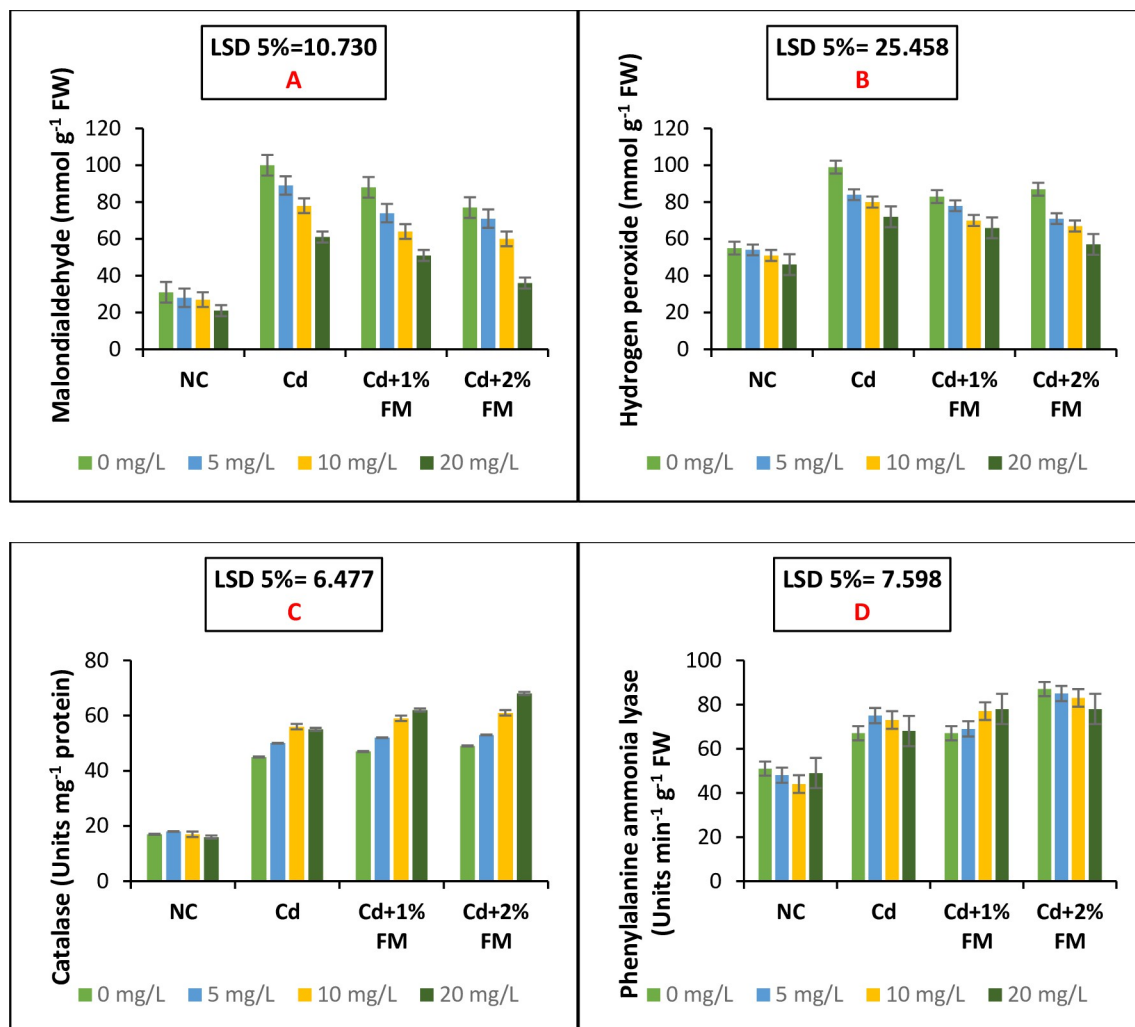 LSD 5%=10.730
A
Malondialdehyde (mmol g⁻¹ FW)
120
100
80
60
40
20
0
NC
Cd
Cd+1%
FM
Cd+2%
FM
0 mg/L
5 mg/L
10 mg/L
20 mg/L
LSD 5%= 25.458
B
Hydrogen peroxide (mmol g⁻¹ FW)
120
100
80
60
40
20
0
NC
Cd
Cd+1%
FM
Cd+2%
FM
0 mg/L
5 mg/L
10 mg/L
20 mg/L
LSD 5%= 6.477
C
Catalase (Units mg⁻¹ protein)
80
60
40
20
0
NC
Cd
Cd+1%
FM
Cd+2%
FM
0 mg/L
5 mg/L
10 mg/L
20 mg/L
LSD 5%= 7.598
D
Phenylalanine ammonia lyase
(Units min⁻¹ g⁻¹ FW
100
80
60
40
20
0
NC
Cd
Cd+1%
FM
Cd+2%
FM
0 mg/L
5 mg/L
10 mg/L
20 mg/L